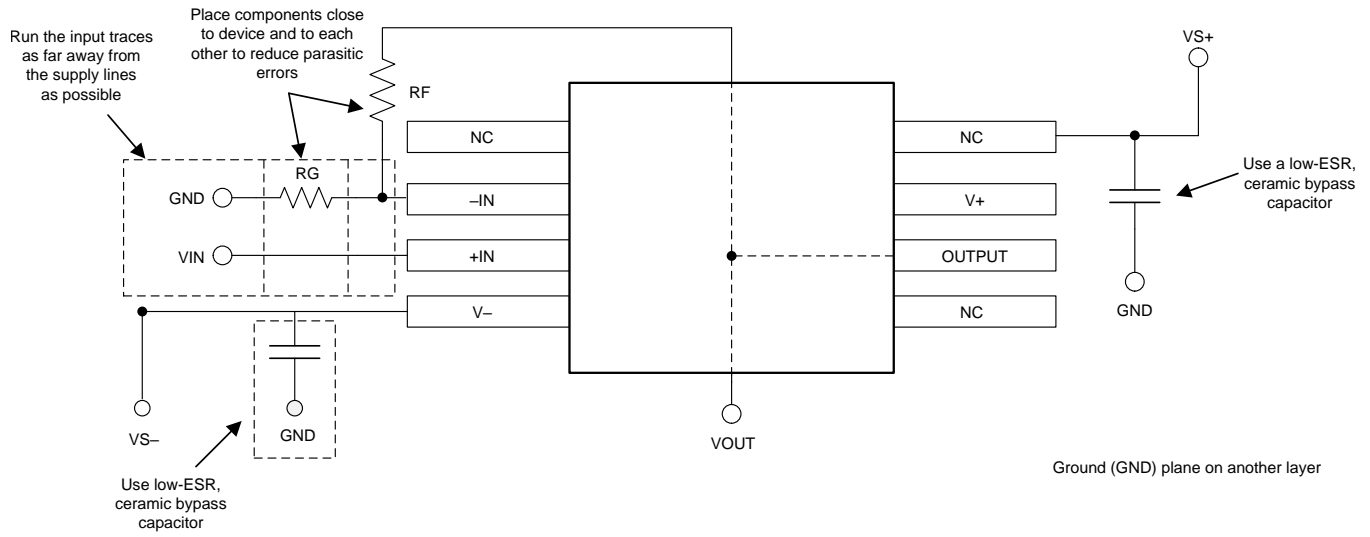 Place components close
to device and to each
other to reduce parasitic
errors
Run the input traces
as far away from
the supply lines
as possible
VS+
RF
NC
NC
RG
Use a low-ESR,
ceramic bypass
capacitor
GND
–IN
V+
VIN
+IN
OUTPUT
V–
NC
GND
VS–
GND
VOUT
Use low-ESR,
ceramic bypass
capacitor
Ground (GND) plane on another layer